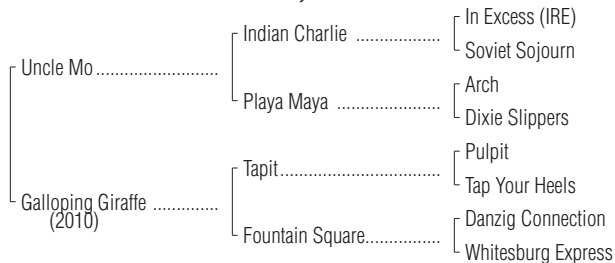 In Excess (IRE)
Indian Charlie ..................
Soviet Sojourn
Uncle Mo ..........................
Arch
Playa Maya ......................
Dixie Slippers
Pulpit
Tapit..................................
Tap Your Heels
Galloping Giraffe ..............
(2010)
Danzig Connection
Fountain Square................
Whitesburg Express